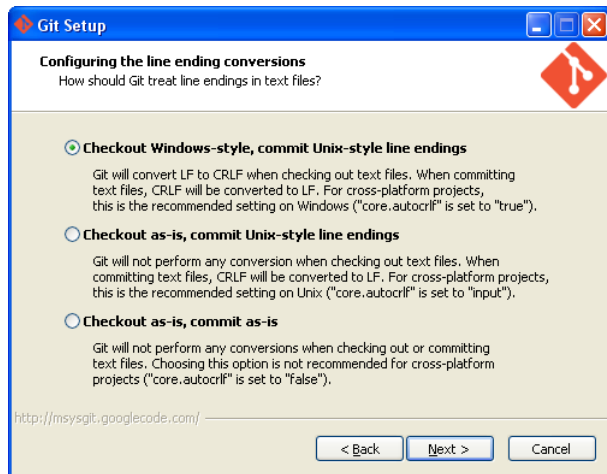 Git Setup
Configuring the line ending conversions
How should Git treat line endings in text files?
Checkout Windows-style, commit Unix-style line endings
Git will convert LF to CRLF when checking out text files. When committing
text files, CRLF will be converted to LF. For cross-platform projects,
this is the recommended setting on Windows ("core.autocrlf" is set to "true").
Checkout as-is, commit Unix-style line endings
Git will not perform any conversion when checking out text files. When
committing text files, CRLF will be converted to LF. For cross-platform projects,
this is the recommended setting on Unix ("core.autocrlf" is set to "input").
Checkout as-is, commit as-is
Git will not perform any conversions when checking out or committing
text files. Choosing this option is not recommended for cross-platform
projects ("core.autocrlf" is set to "false").
http://msysgit.googlecode.com/
< Back Next > Cancel